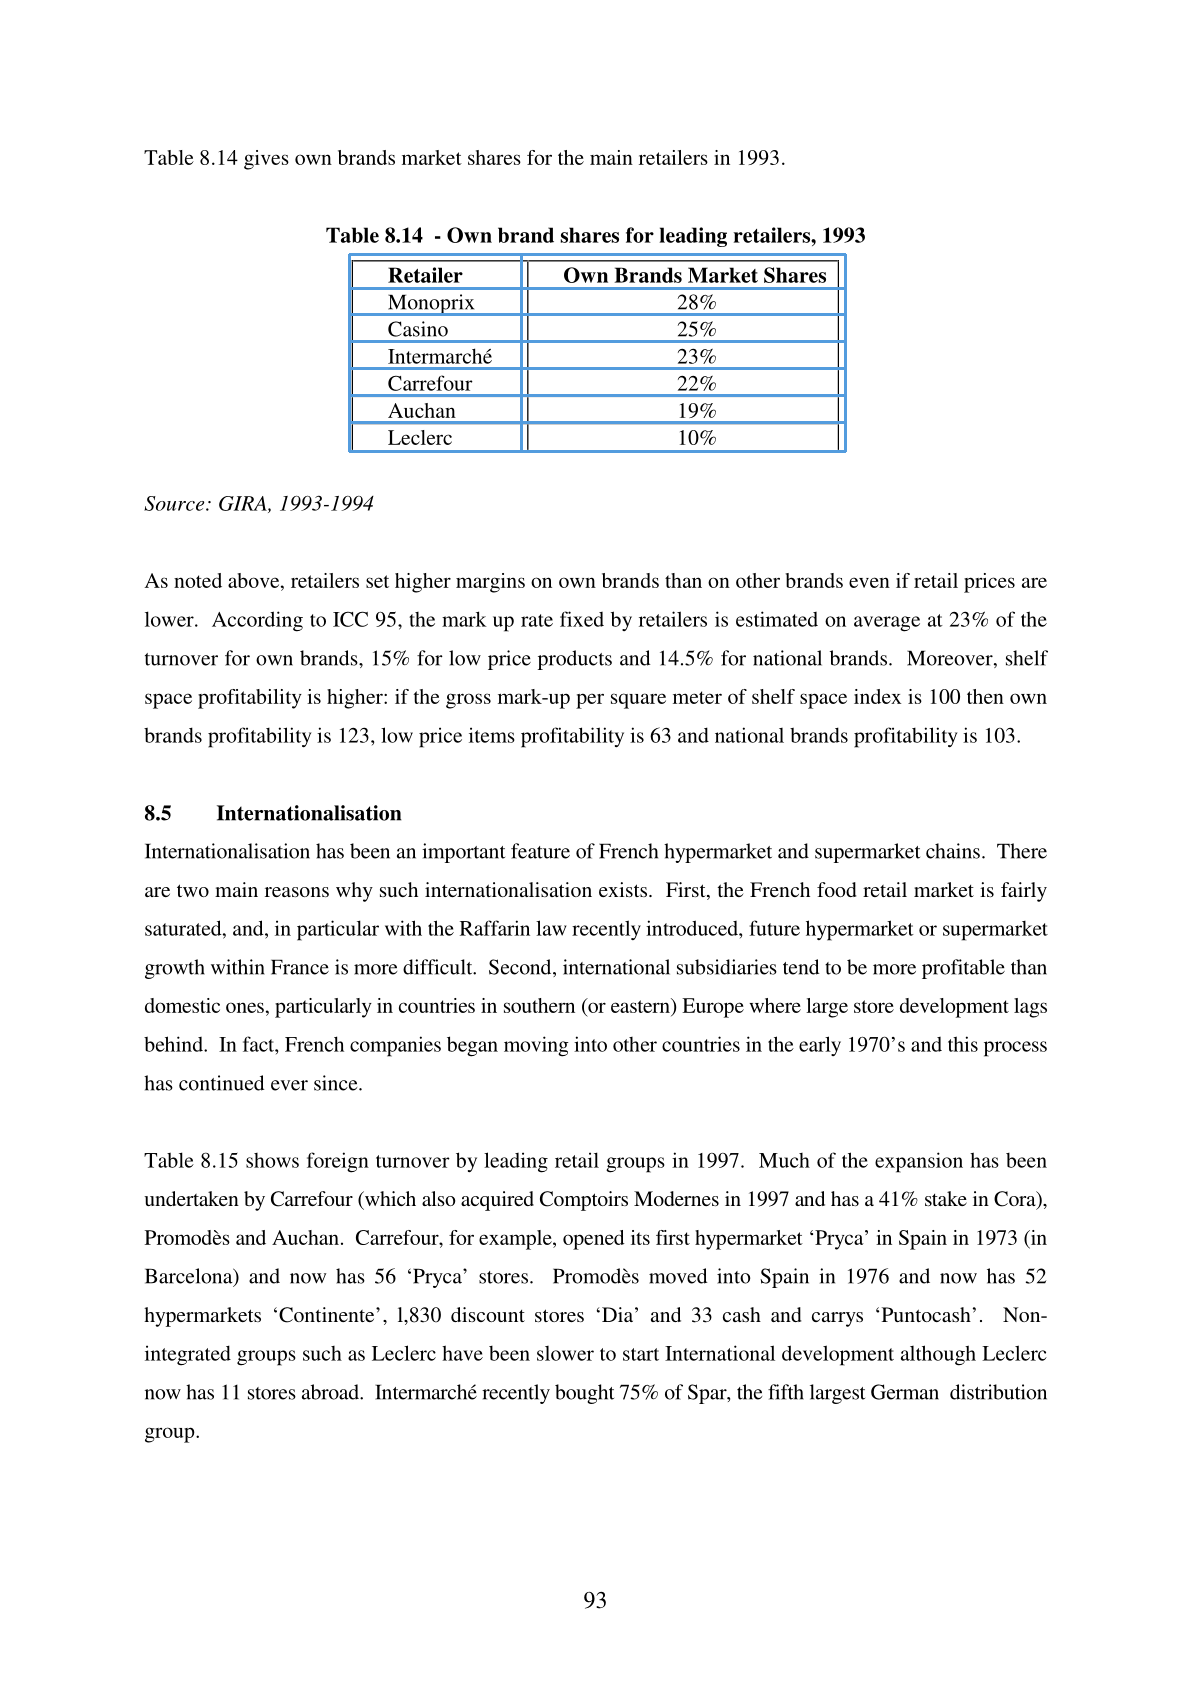 Table 8.14 gives own brands market shares for the main retailers in 1993.
Table 8.14 - Own brand shares for leading retailers, 1993
Retailer Own Brands Market Shares
Monoprix 28%
Casino 25%
Intermarché 23%
Carrefour 22%
Auchan 19%
Leclerc 10%
Source: GIRA, 1993-1994
As noted above, retailers set higher margins on own brands than on other brands even if retail prices are
lower. According to ICC 95, the mark up rate fixed by retailers is estimated on average at 23% of the
turnover for own brands, 15% for low price products and 14.5% for national brands. Moreover, shelf
space profitability is higher: if the gross mark-up per square meter of shelf space index is 100 then own
brands profitability is 123, low price items profitability is 63 and national brands profitability is 103.
8.5 Internationalisation
Internationalisation has been an important feature of French hypermarket and supermarket chains. There
are two main reasons why such internationalisation exists. First, the French food retail market is fairly
saturated, and, in particular with the Raffarin law recently introduced, future hypermarket or supermarket
growth within France is more difficult. Second, international subsidiaries tend to be more profitable than
domestic ones, particularly in countries in southern (or eastern) Europe where large store development lags
behind. In fact, French companies began moving into other countries in the early 1970’s and this process
has continued ever since.
Table 8.15 shows foreign turnover by leading retail groups in 1997. Much of the expansion has been
undertaken by Carrefour (which also acquired Comptoirs Modernes in 1997 and has a 41% stake in Cora),
Promodès and Auchan. Carrefour, for example, opened its first hypermarket ‘Pryca’ in Spain in 1973 (in
Barcelona) and now has 56 ‘Pryca’ stores. Promodès moved into Spain in 1976 and now has 52
hypermarkets ‘Continente’, l,830 discount stores ‘Dia’ and 33 cash and carrys ‘Puntocash’. Non-
integrated groups such as Leclerc have been slower to start International development although Leclerc
now has 11 stores abroad. Intermarché recently bought 75% of Spar, the fifth largest German distribution
group.
93